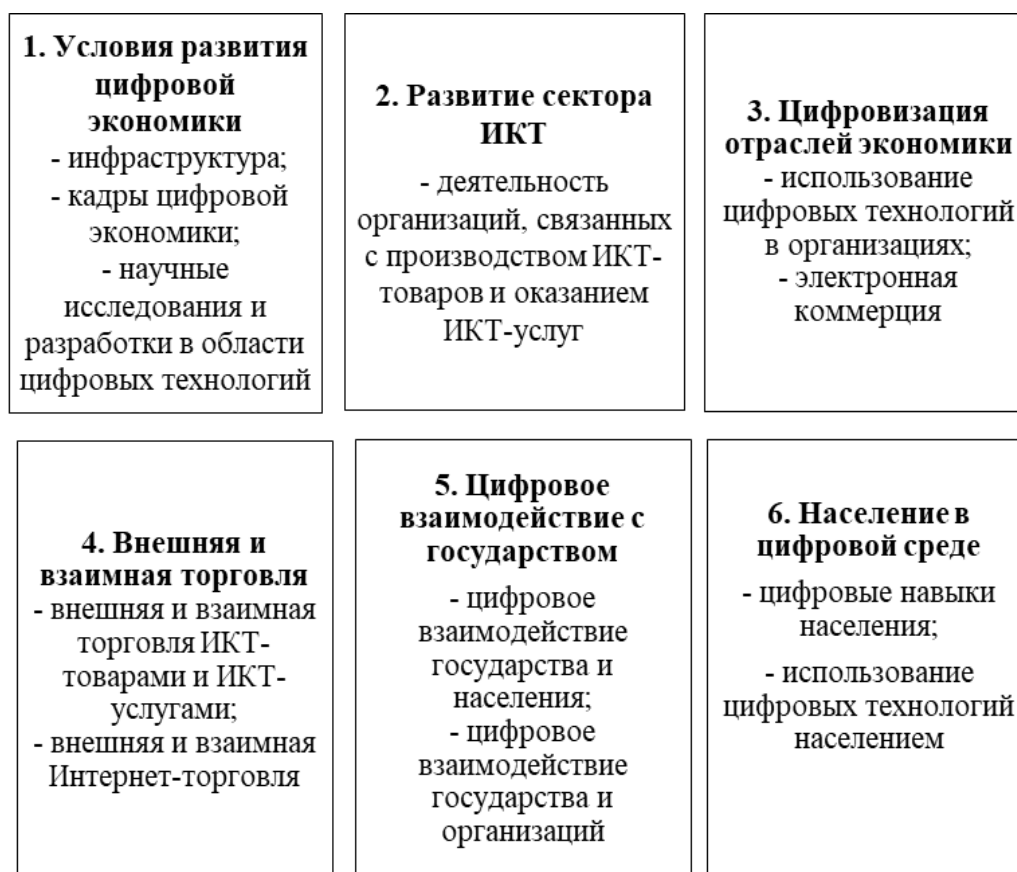 1. Условия развития
цифровой
экономики
- инфраструктура;
- кадры цифровой
экономики;
- научные
исследования и
разработки в области
цифровых технологий
2. Развитие сектора
ИКТ
- деятельность
организаций, связанных
с производством ИКТ-
товаров и оказанием
ИКТ-услуг
3. Цифровизация
отраслей экономики
- использование
цифровых технологий
в организациях;
- электронная
коммерция
4. Внешняя и
взаимная торговля
- внешняя и взаимная
торговля ИКТ-
товарами и ИКТ-
услугами;
- внешняя и взаимная
Интернет-торговля
5. Цифровое
взаимодействие с
государством
- цифровое
взаимодействие
государства и
населения;
- цифровое
взаимодействие
государства и
организаций
6. Население в
цифровой среде
- цифровые навыки
населения;
- использование
цифровых технологий
населением